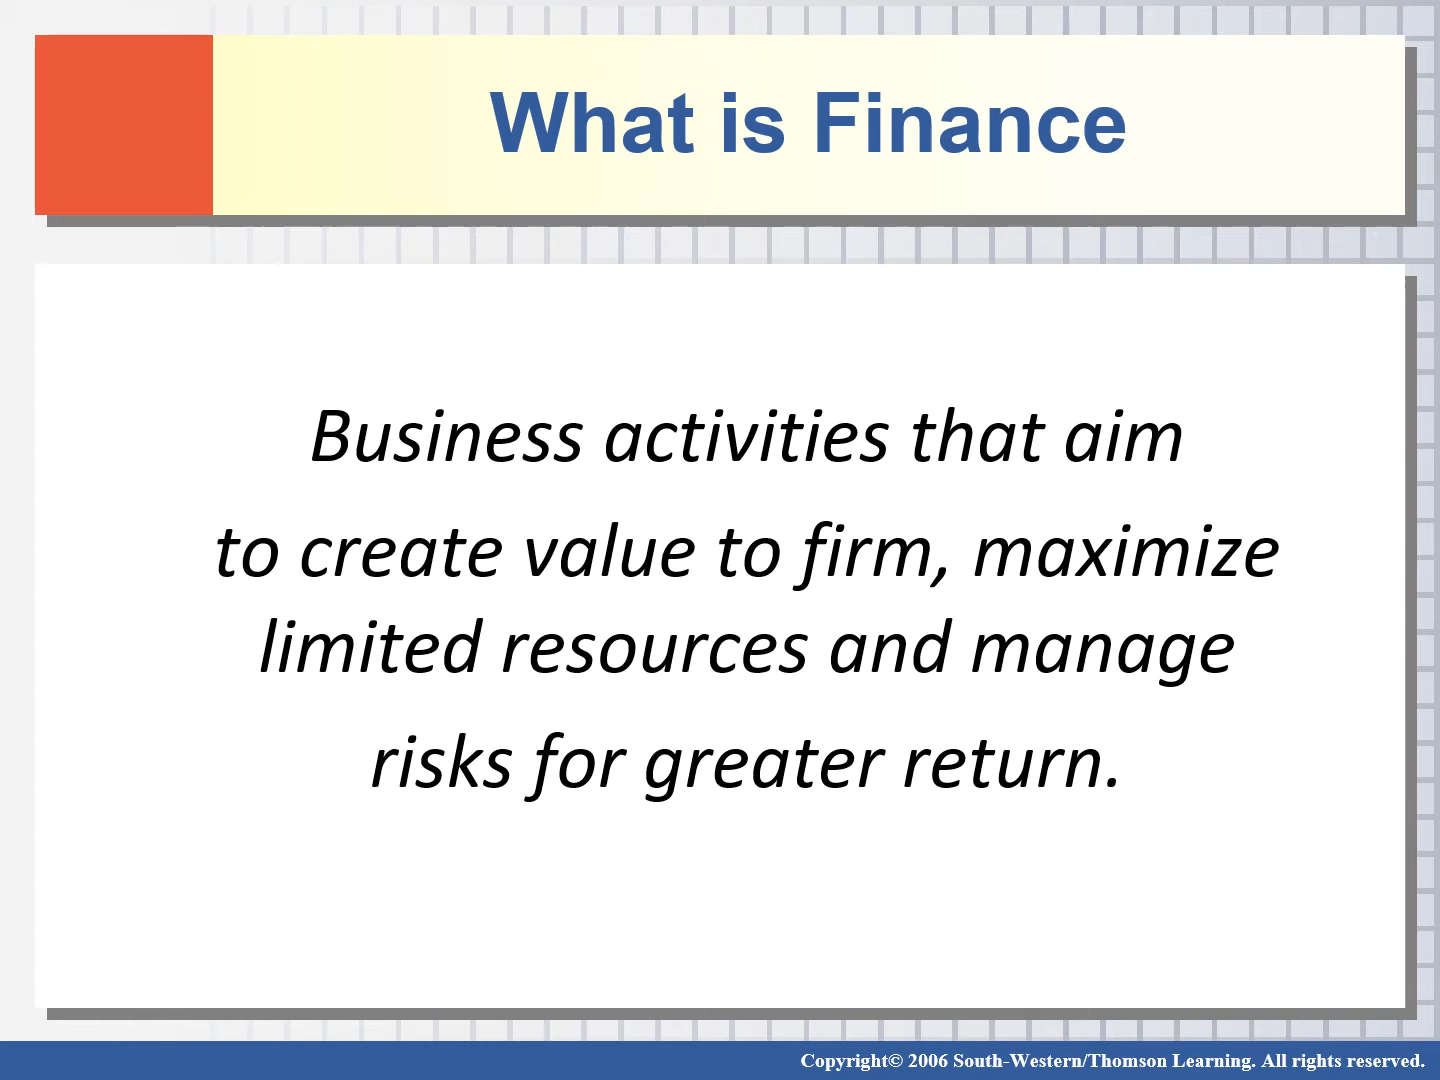 What is Finance
Business activities that aim
to create value to firm, maximize
limited resources and manage
risks for greater return.
Copyright© 2006 South-Western/Thomson Learning. All rights reserved.